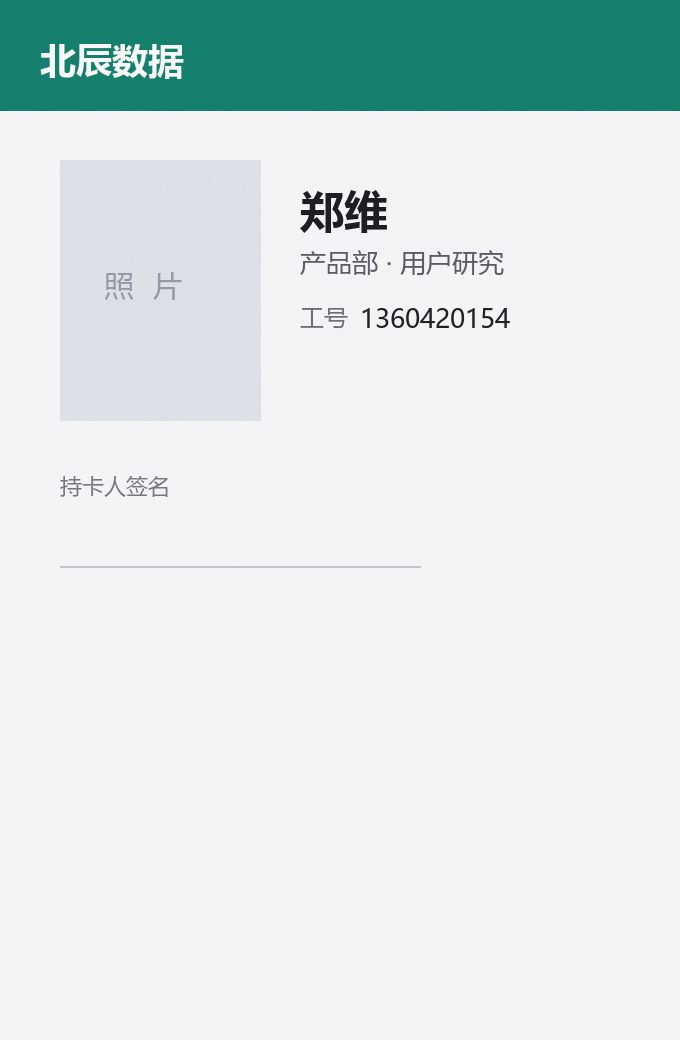 北辰数据
照 片
郑维
产品部 · 用户研究
工号 1360420154
持卡人签名